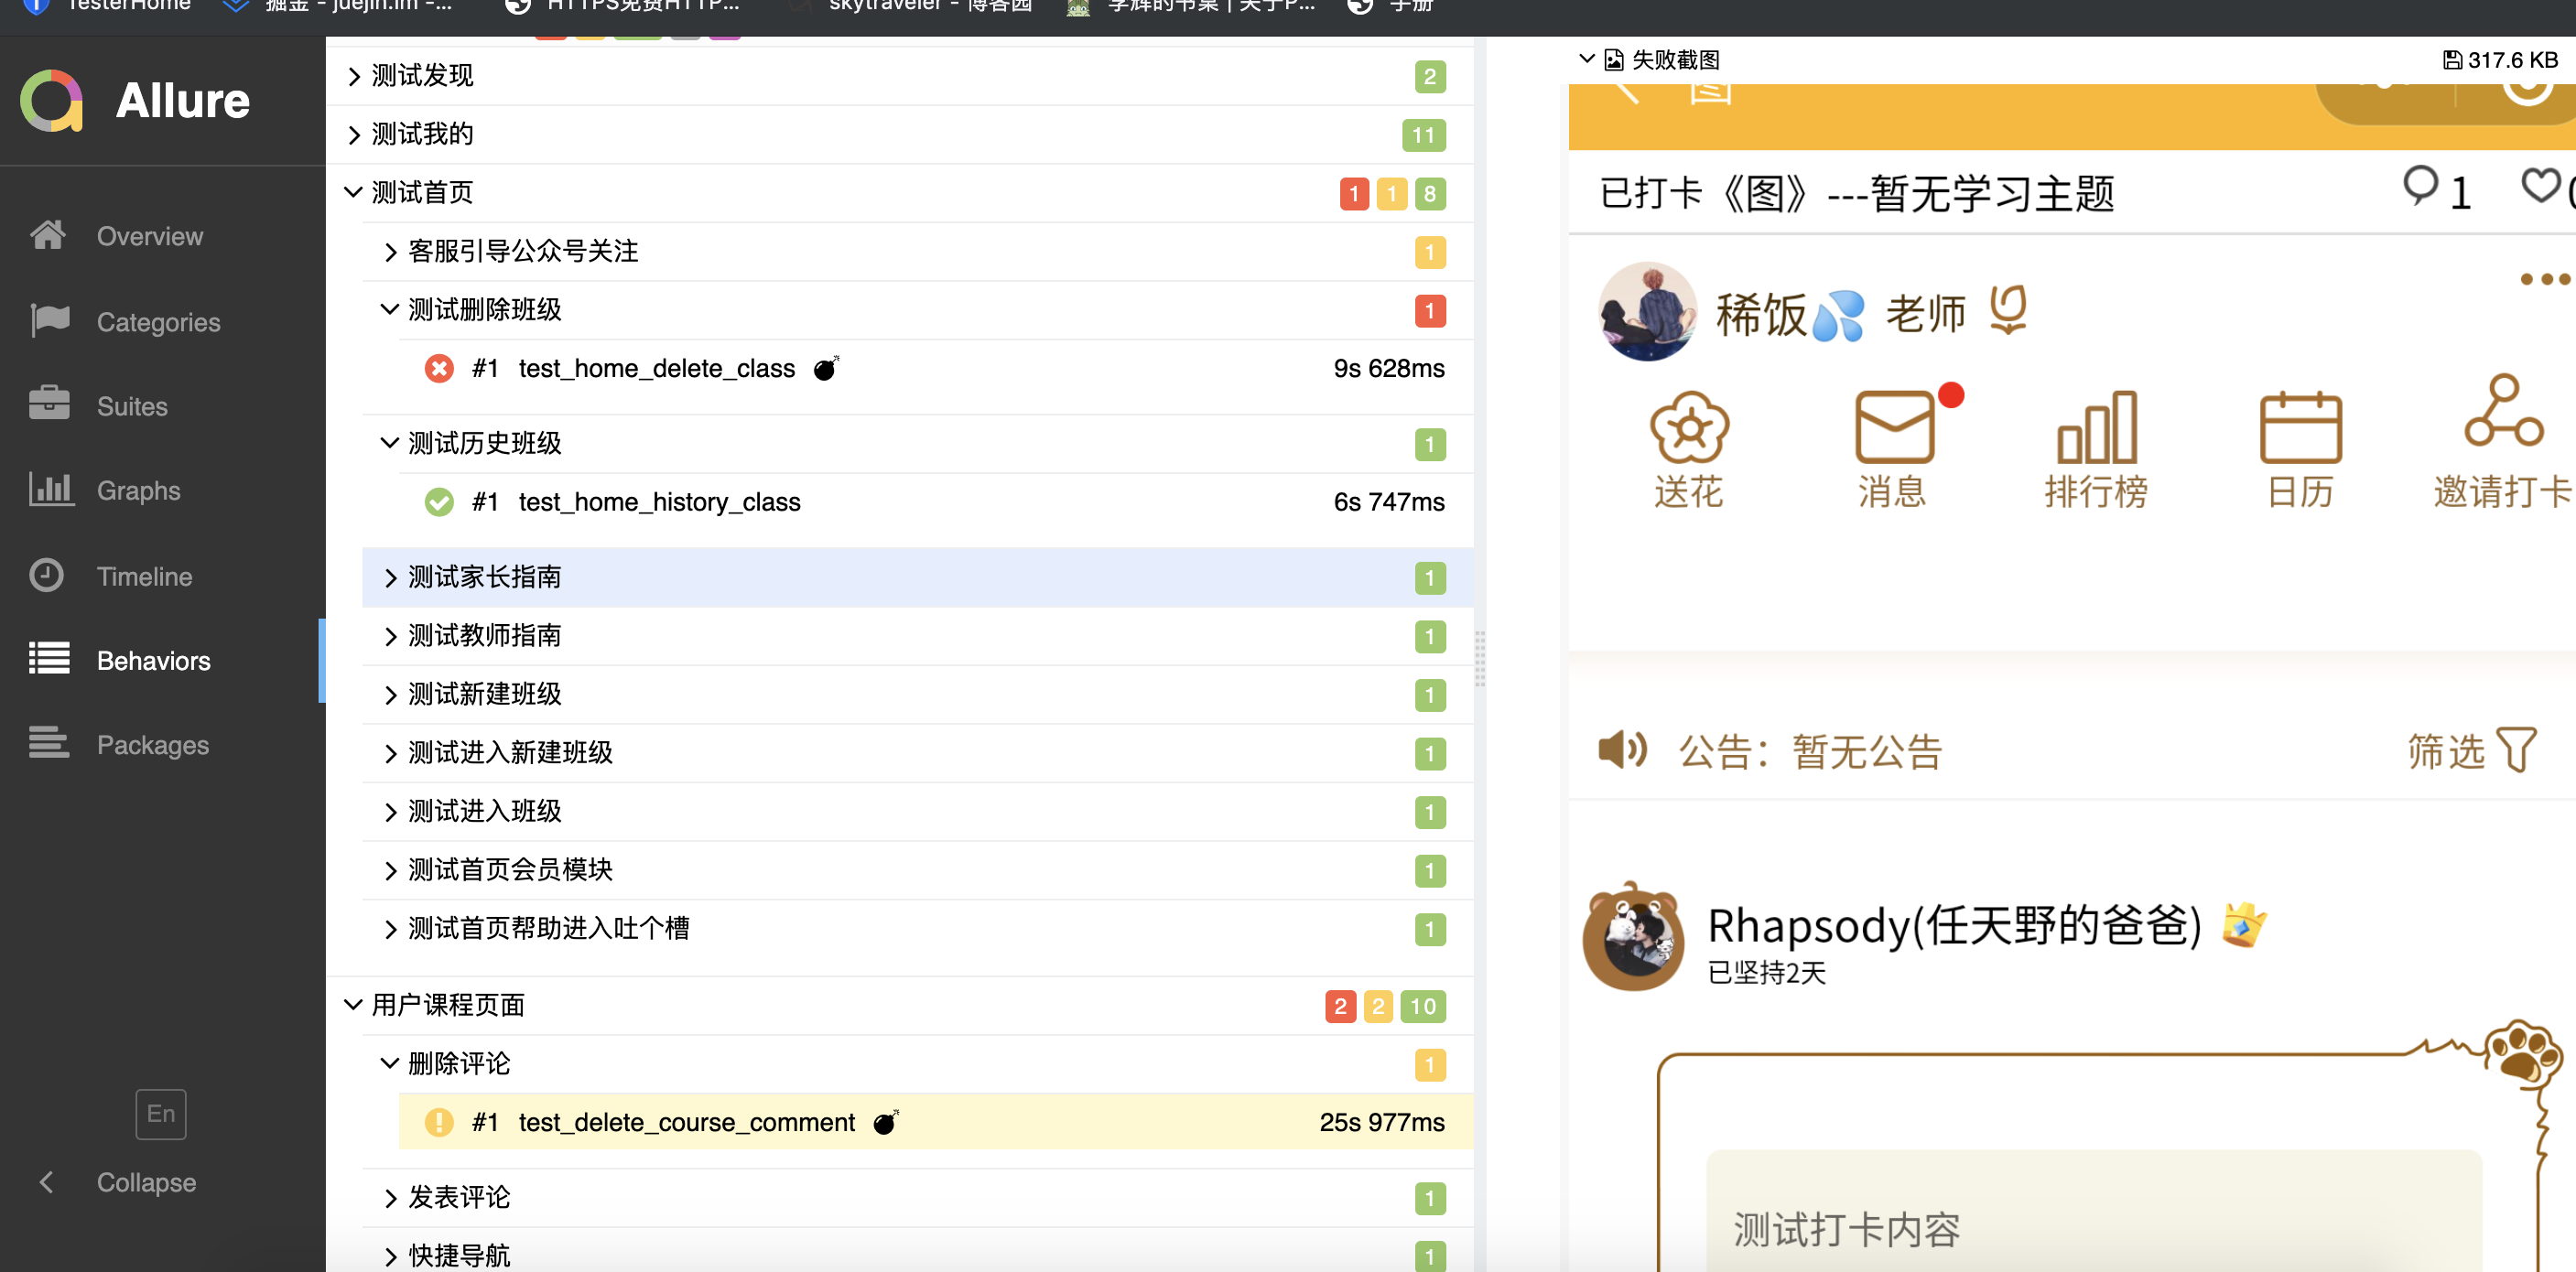 TesterHome
掘金 - juejin.im -...
HTTPS免费HTTP...
skytraveler - 博客园
李辉的书桌 | 关于P...
手册
Allure
Overview
Categories
Suites
Graphs
Timeline
Behaviors
Packages
En
Collapse
测试发现 2
测试我的 11
测试首页 1 1 8
客服引导公众号关注 1
测试删除班级 1
#1 test_home_delete_class 9s 628ms
测试历史班级 1
#1 test_home_history_class 6s 747ms
测试家长指南 1
测试教师指南 1
测试新建班级 1
测试进入新建班级 1
测试进入班级 1
测试首页会员模块 1
测试首页帮助进入吐个槽 1
用户课程页面 2 2 10
删除评论 1
#1 test_delete_course_comment 25s 977ms
发表评论 1
快捷导航 1
失败截图 317.6 KB
图
已打卡《图》---暂无学习主题 1 0
稀饭💦 老师
送花 消息 排行榜 日历 邀请打卡
公告：暂无公告 筛选
Rhapsody(任天野的爸爸)
已坚持2天
测试打卡内容